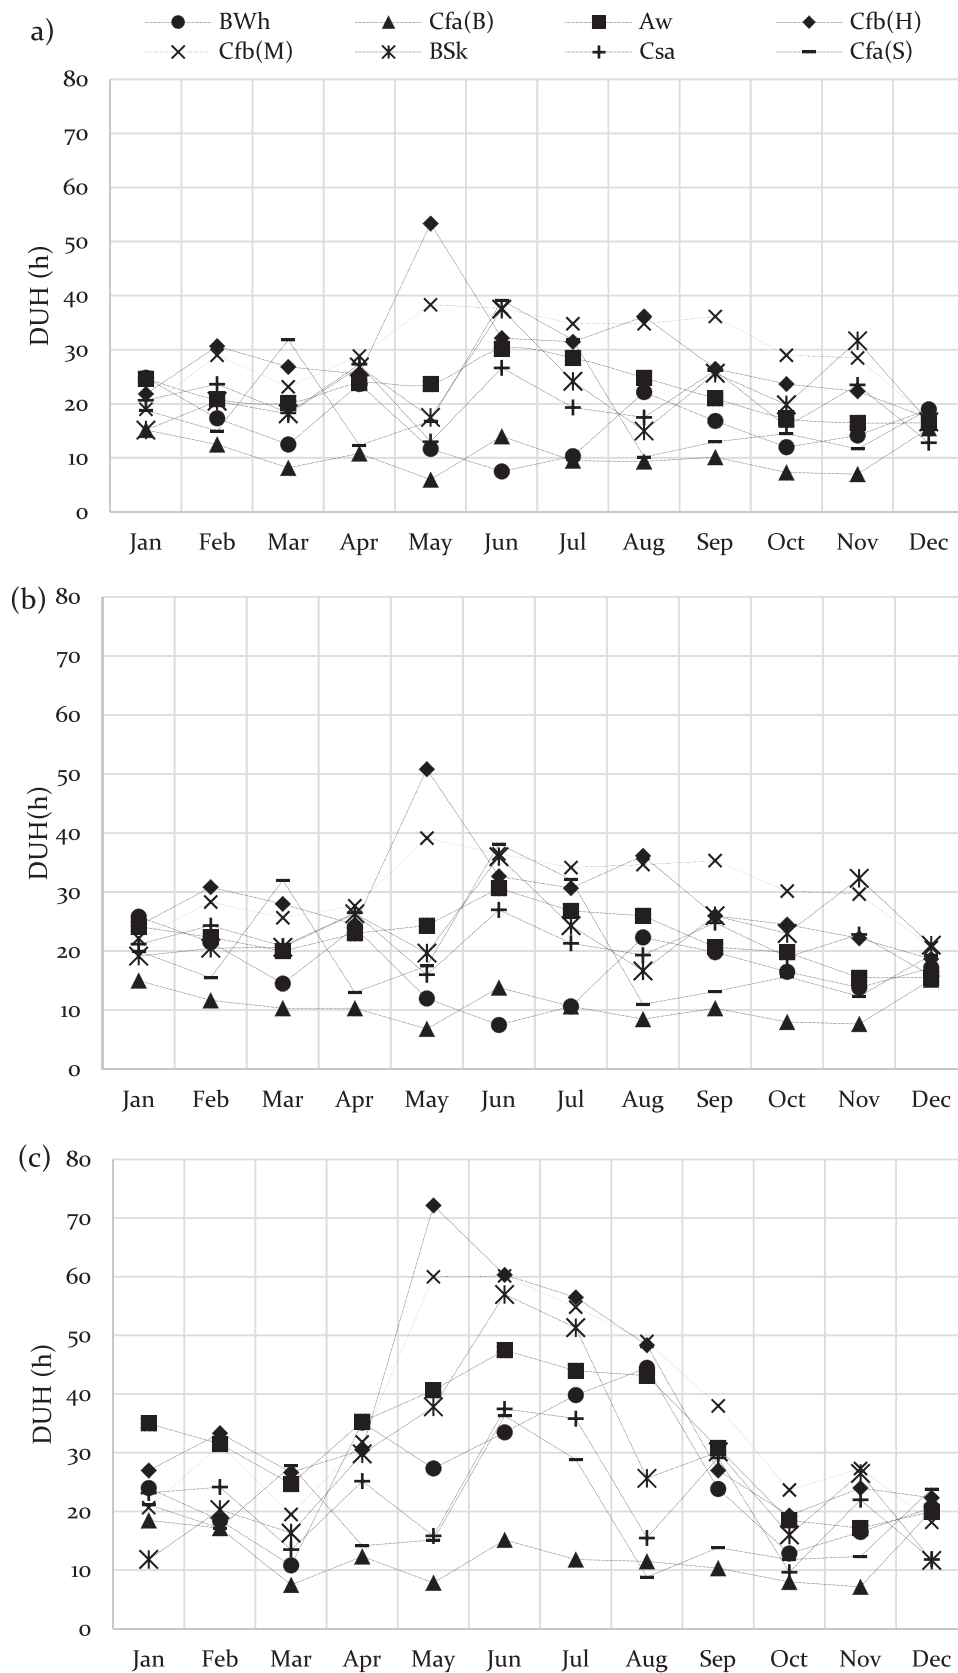 a)
BWh Cfa(B) Aw Cfb(H)
Cfb(M) BSk Csa Cfa(S)
80
70
60
50
40
30
20
10
0
DUH (h)
Jan Feb Mar Apr May Jun Jul Aug Sep Oct Nov Dec
(b)
80
70
60
50
40
30
20
10
0
DUH(h)
Jan Feb Mar Apr May Jun Jul Aug Sep Oct Nov Dec
(c)
80
70
60
50
40
30
20
10
0
DUH (h)
Jan Feb Mar Apr May Jun Jul Aug Sep Oct Nov Dec